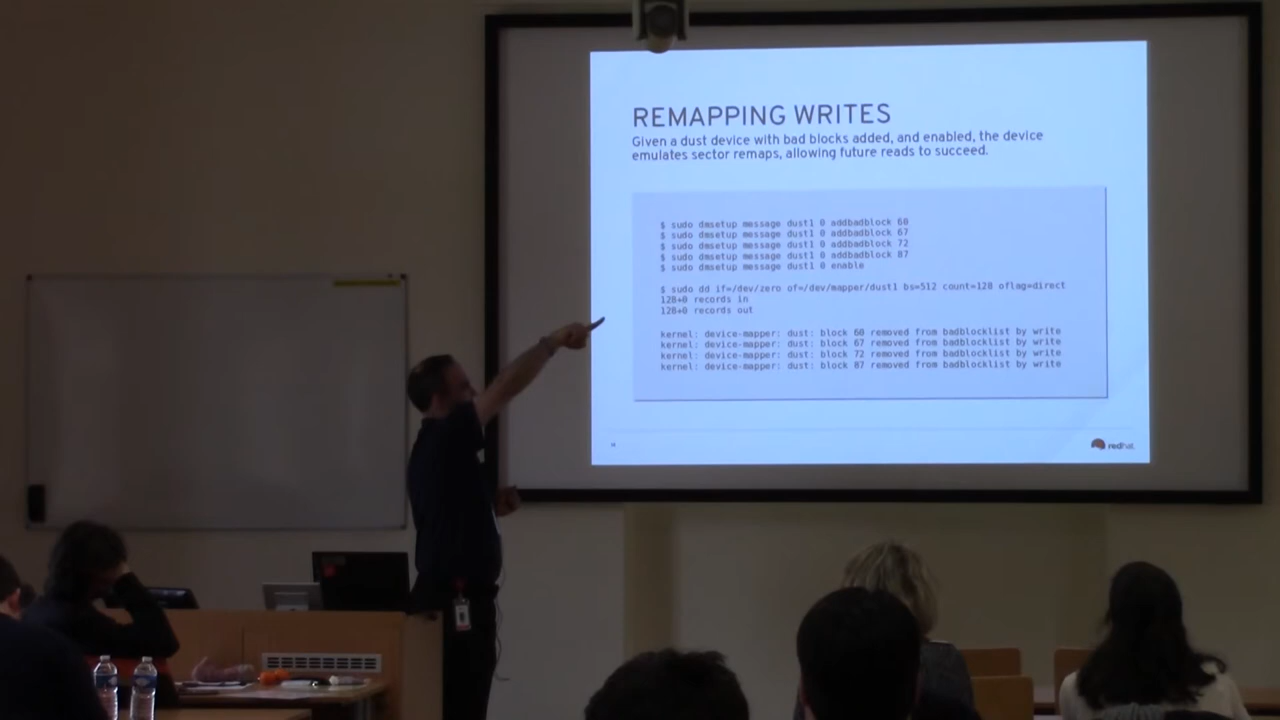 REMAPPING WRITES
Given a dust device with bad blocks added, and enabled, the device
emulates sector remaps, allowing future reads to succeed.
$ sudo dmsetup message dust1 0 addbadblock 60
$ sudo dmsetup message dust1 0 addbadblock 67
$ sudo dmsetup message dust1 0 addbadblock 72
$ sudo dmsetup message dust1 0 addbadblock 87
$ sudo dmsetup message dust1 0 enable
$ sudo dd if=/dev/zero of=/dev/mapper/dust1 bs=512 count=128 oflag=direct
128+0 records in
128+0 records out
kernel: device-mapper: dust: block 60 removed from badblocklist by write
kernel: device-mapper: dust: block 67 removed from badblocklist by write
kernel: device-mapper: dust: block 72 removed from badblocklist by write
kernel: device-mapper: dust: block 87 removed from badblocklist by write
redhat.